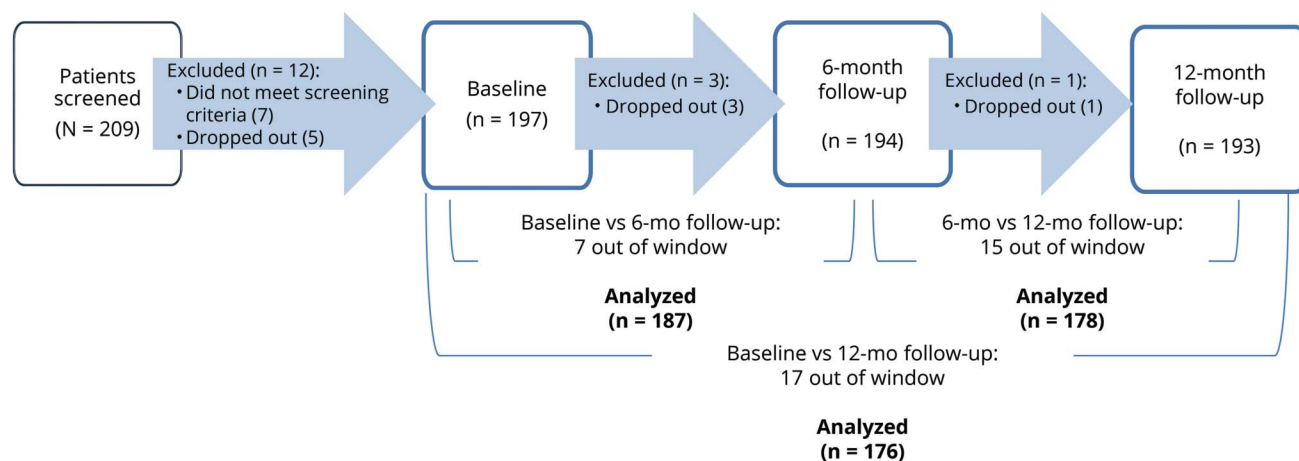 Patients
screened
(N = 209)
Excluded (n = 12):
• Did not meet screening
criteria (7)
• Dropped out (5)
Baseline
(n = 197)
Excluded (n = 3):
• Dropped out (3)
6-month
follow-up
(n = 194)
Excluded (n = 1):
• Dropped out (1)
12-month
follow-up
(n = 193)
Baseline vs 6-mo follow-up:
7 out of window
Analyzed
(n = 187)
6-mo vs 12-mo follow-up:
15 out of window
Analyzed
(n = 178)
Baseline vs 12-mo follow-up:
17 out of window
Analyzed
(n = 176)